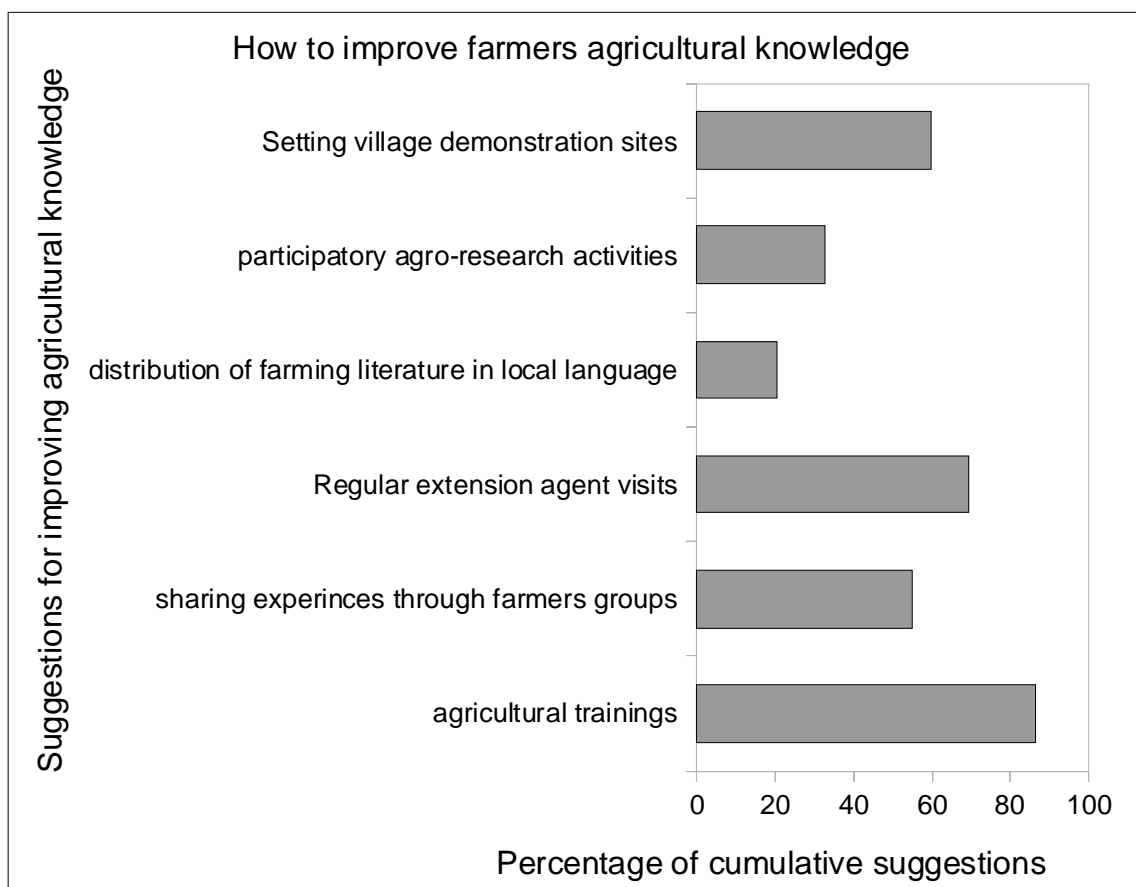 How to improve farmers agricultural knowledge
Suggestions for improving agricultural knowledge
Setting village demonstration sites
participatory agro-research activities
distribution of farming literature in local language
Regular extension agent visits
sharing experinces through farmers groups
agricultural trainings
0 20 40 60 80 100
Percentage of cumulative suggestions